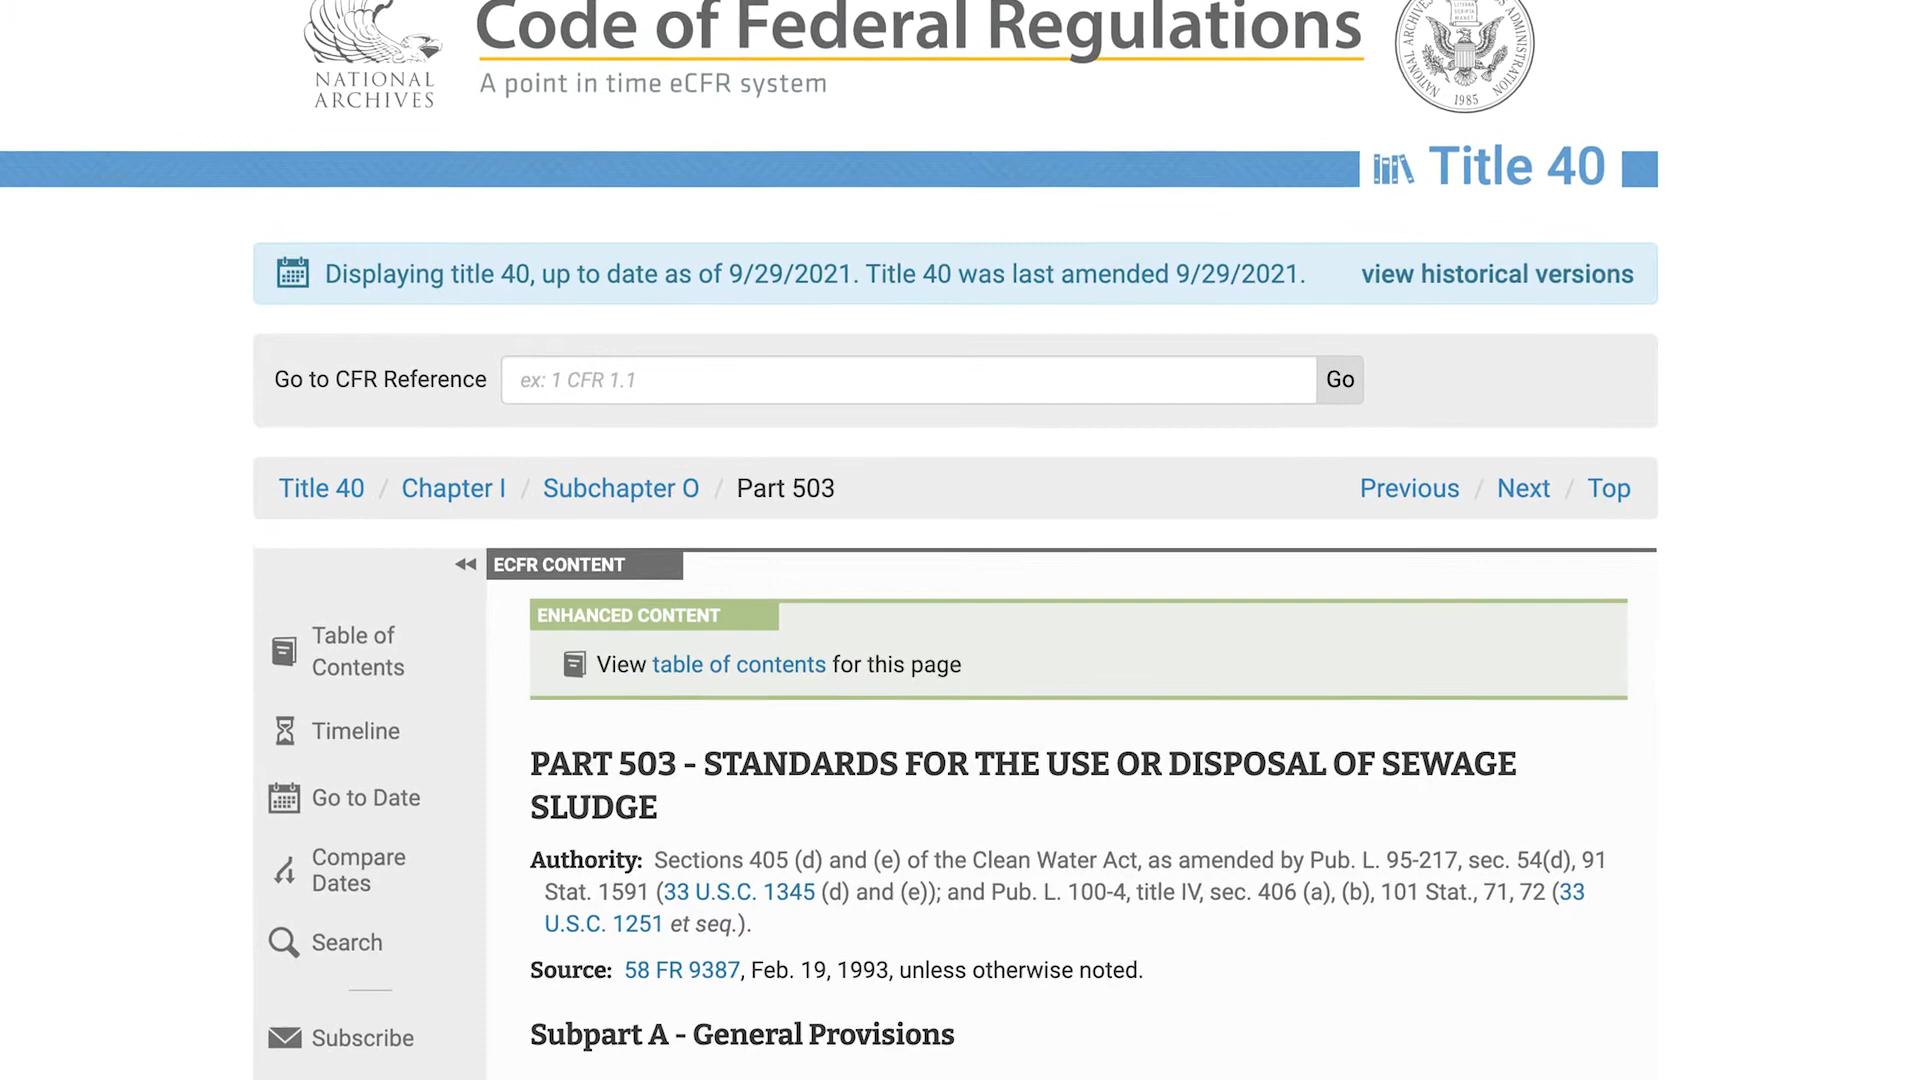 Code of Federal Regulations
A point in time eCFR system
NATIONAL
ARCHIVES
1985
Title 40
Displaying title 40, up to date as of 9/29/2021. Title 40 was last amended 9/29/2021.
view historical versions
Go to CFR Reference
ex: 1 CFR 1.1
Go
Title 40 / Chapter I / Subchapter O / Part 503
Previous / Next / Top
ECFR CONTENT
ENHANCED CONTENT
View table of contents for this page
Table of
Contents
Timeline
Go to Date
Compare
Dates
Search
Subscribe
PART 503 - STANDARDS FOR THE USE OR DISPOSAL OF SEWAGE
SLUDGE
Authority: Sections 405 (d) and (e) of the Clean Water Act, as amended by Pub. L. 95-217, sec. 54(d), 91
Stat. 1591 (33 U.S.C. 1345 (d) and (e)); and Pub. L. 100-4, title IV, sec. 406 (a), (b), 101 Stat., 71, 72 (33
U.S.C. 1251 et seq.).
Source: 58 FR 9387, Feb. 19, 1993, unless otherwise noted.
Subpart A - General Provisions